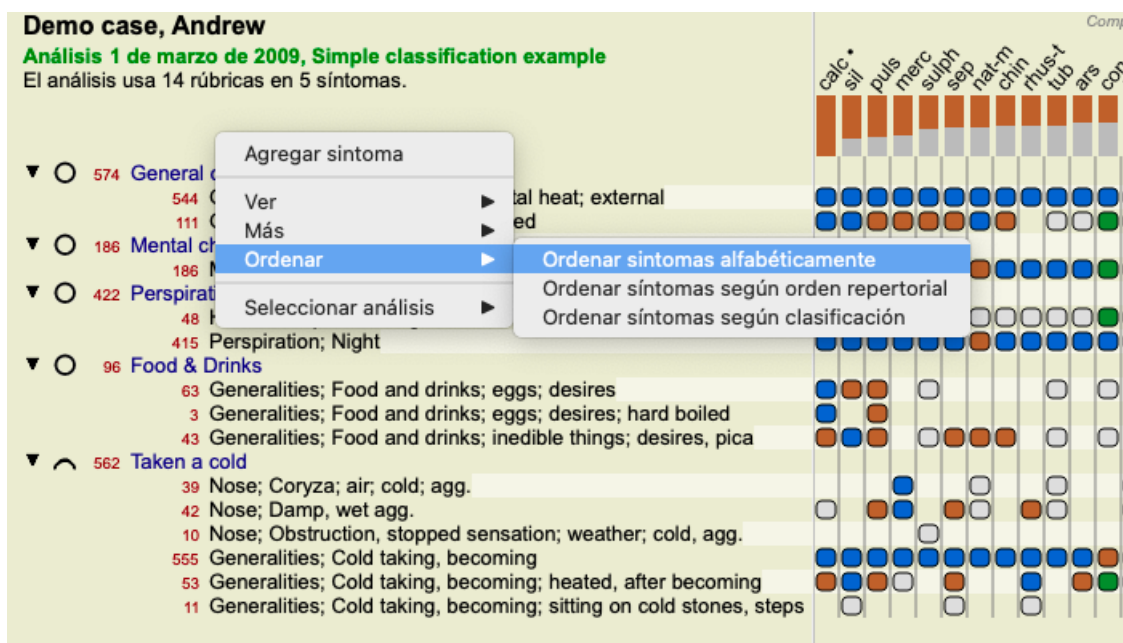 Demo case, Andrew
Comp
Análisis 1 de marzo de 2009, Simple classification example
El análisis usa 14 rúbricas en 5 síntomas.
calc • sil puls merc sulph sep nat-m chin rhus-t tub ars con
Agregar sintoma
574 General
544 tal heat; external
Ver
111 ed
Más
186 Mental ch
Ordenar
Ordenar sintomas alfabéticamente
186
Ordenar síntomas según orden repertorial
422 Perspirati
Seleccionar análisis
Ordenar síntomas según clasificación
48
415 Perspiration; Night
96 Food & Drinks
63 Generalities; Food and drinks; eggs; desires
3 Generalities; Food and drinks; eggs; desires; hard boiled
43 Generalities; Food and drinks; inedible things; desires, pica
562 Taken a cold
39 Nose; Coryza; air; cold; agg.
42 Nose; Damp, wet agg.
10 Nose; Obstruction, stopped sensation; weather; cold, agg.
555 Generalities; Cold taking, becoming
53 Generalities; Cold taking, becoming; heated, after becoming
11 Generalities; Cold taking, becoming; sitting on cold stones, steps